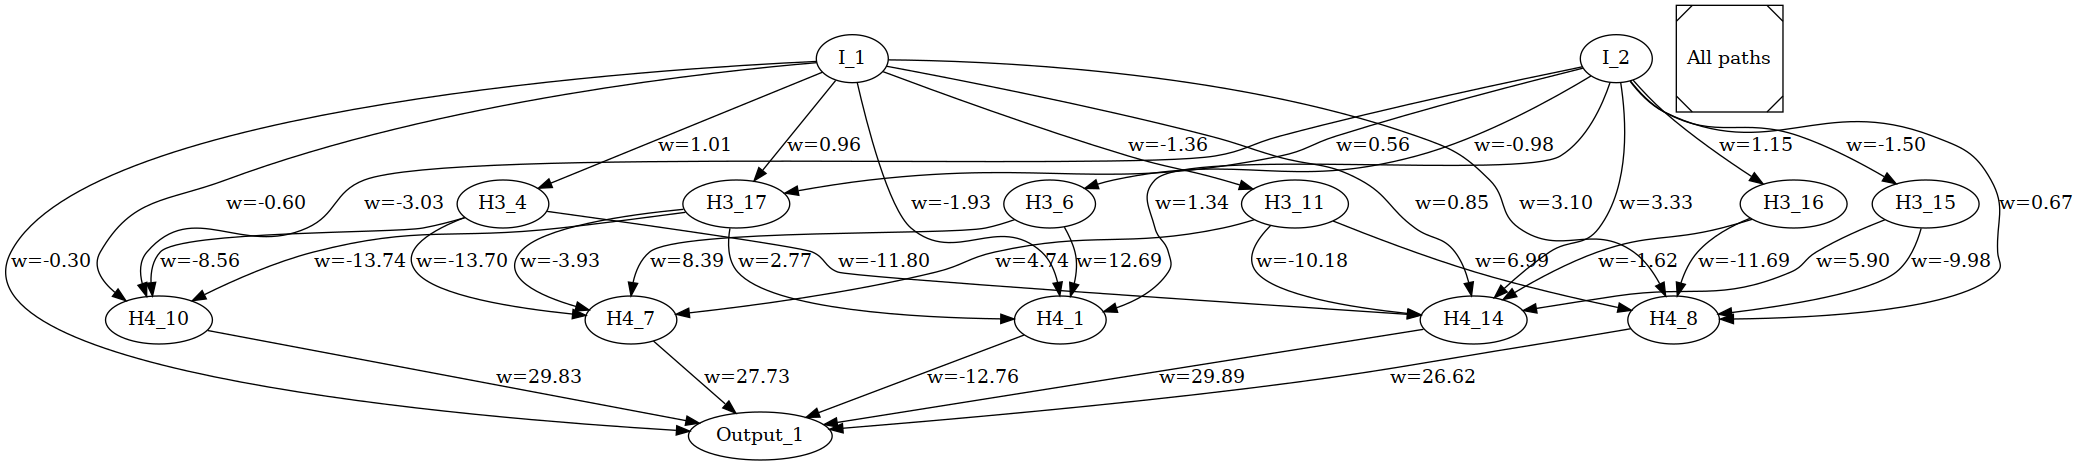 I_1
I_2
All paths
w=1.01
w=0.96
w=-1.36
w=0.56
w=-0.98
w=1.15
w=-1.50
w=-0.60
w=-3.03
H3_4
H3_17
w=-1.93
H3_6
w=1.34
H3_11
w=0.85
w=3.10
w=3.33
H3_16
H3_15
w=0.67
w=-0.30
w=-8.56
w=-13.74
w=-13.70
w=-3.93
w=8.39
w=2.77
w=-11.80
w=4.74
w=12.69
w=-10.18
w=6.99
w=-1.62
w=-11.69
w=5.90
w=-9.98
H4_10
H4_7
H4_1
H4_14
H4_8
w=29.83
w=27.73
w=-12.76
w=29.89
w=26.62
Output_1